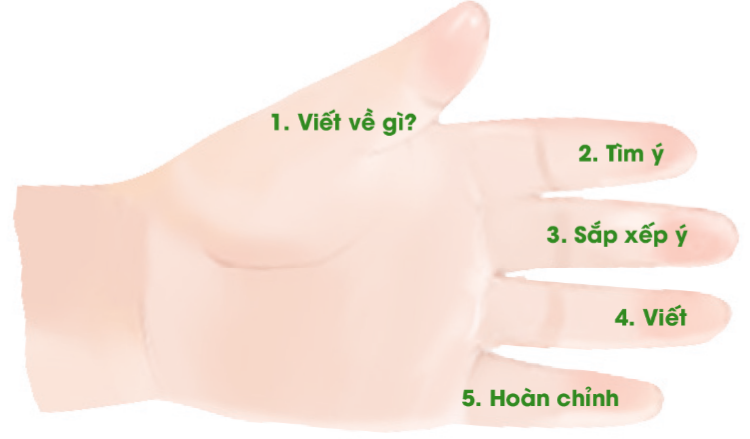 1. Viết về gì?
2. Tìm ý
3. Sắp xếp ý
4. Viết
5. Hoàn chỉnh